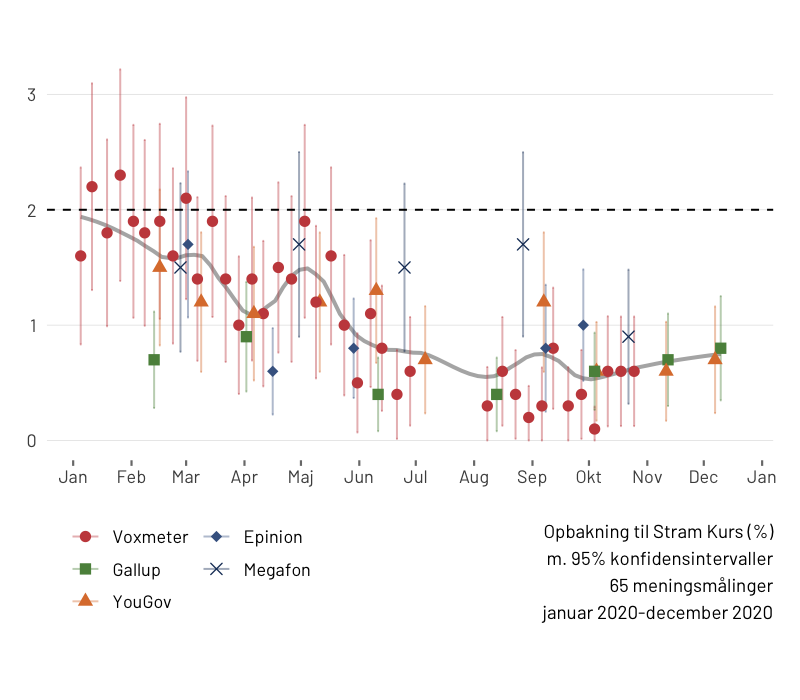 3
2
1
0
Jan Feb Mar Apr Maj Jun Jul Aug Sep Okt Nov Dec Jan
Voxmeter Epinion
Gallup Megafon
YouGov
Opbakning til Stram Kurs (%)
m. 95% konfidensintervaller
65 meningsmålinger
januar 2020-december 2020